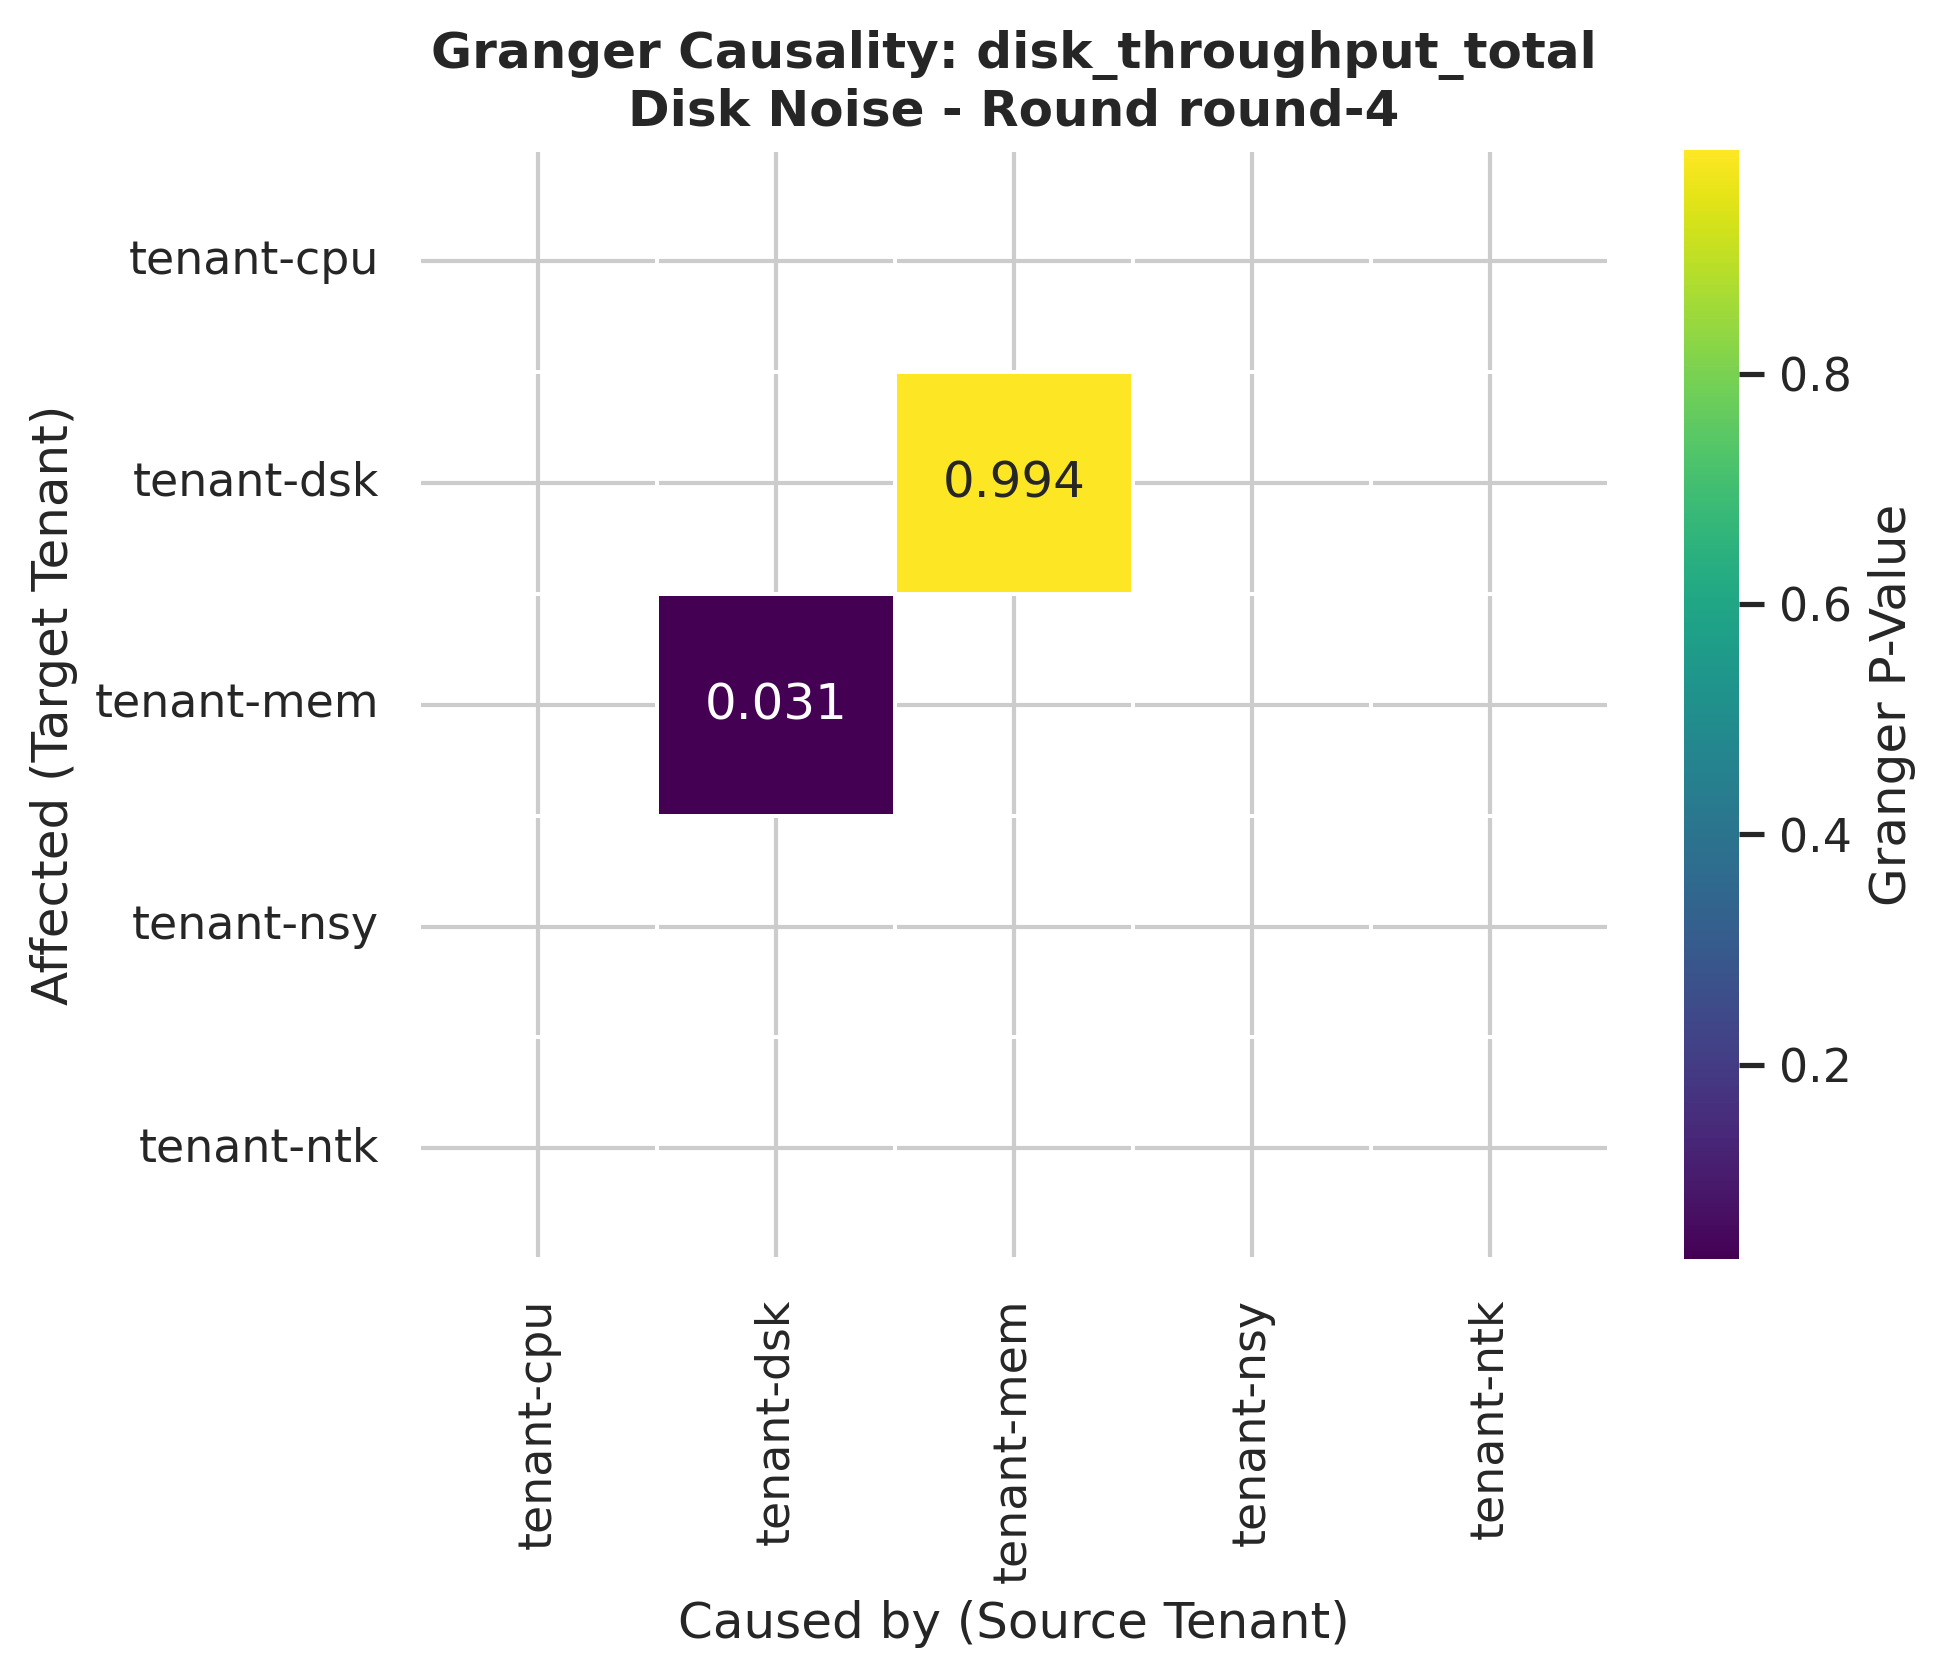 Granger Causality: disk_throughput_total
Disk Noise - Round round-4
tenant-cpu
tenant-dsk
tenant-mem
tenant-nsy
tenant-ntk
Affected (Target Tenant)
0.994
0.031
tenant-cpu
tenant-dsk
tenant-mem
tenant-nsy
tenant-ntk
Caused by (Source Tenant)
0.8
0.6
0.4
0.2
Granger P-Value